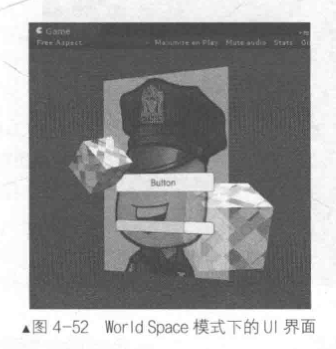 Game
Free Aspect Maximize on Play Mute audio Stats
Button
▲图 4-52 World Space 模式下的 UI 界面